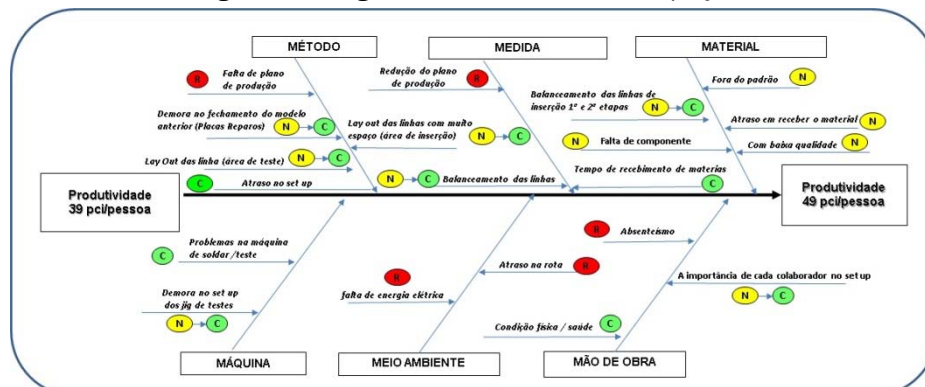 MÉTODO
MEDIDA
MATERIAL
R
Falta de plano
de produção
Redução do plano
de produção
R
Fora do padrão
N
Balanceamento das linhas de
inserção 1ª e 2ª etapas
N
C
Demora no fechamento do modelo
anterior (Placas Reparos)
N
C
Lay out das linhas com muito
espaço (área de inserção)
N
C
Atraso em receber o material
N
N
Falta de componente
Com baixa qualidade
N
Lay Out das linha (área de teste)
N
C
Tempo de recebimento de materias
C
C
Atraso no set up
N
C
Balanceamento das linhas
Produtividade
39 pci/pessoa
Produtividade
49 pci/pessoa
C
Problemas na máquina
de soldar /teste
R
Absenteísmo
Atraso na rota
R
R
falta de energia elétrica
A importância de cada colaborador no set up
N
C
Demora no set up
dos jig de testes
N
C
Condição física / saúde
C
MÁQUINA
MEIO AMBIENTE
MÃO DE OBRA